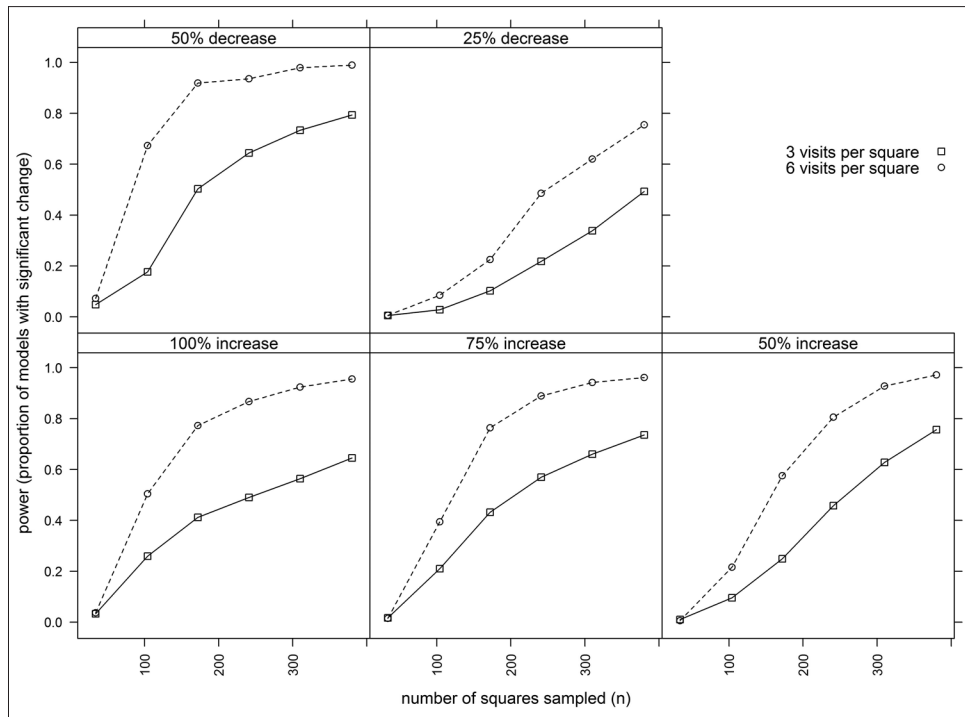 50% decrease
25% decrease
1.0
0.8
0.6
0.4
0.2
0.0
3 visits per square
6 visits per square
100% increase
75% increase
50% increase
1.0
0.8
0.6
0.4
0.2
0.0
100
200
300
100
200
300
100
200
300
number of squares sampled (n)
power (proportion of models with significant change)